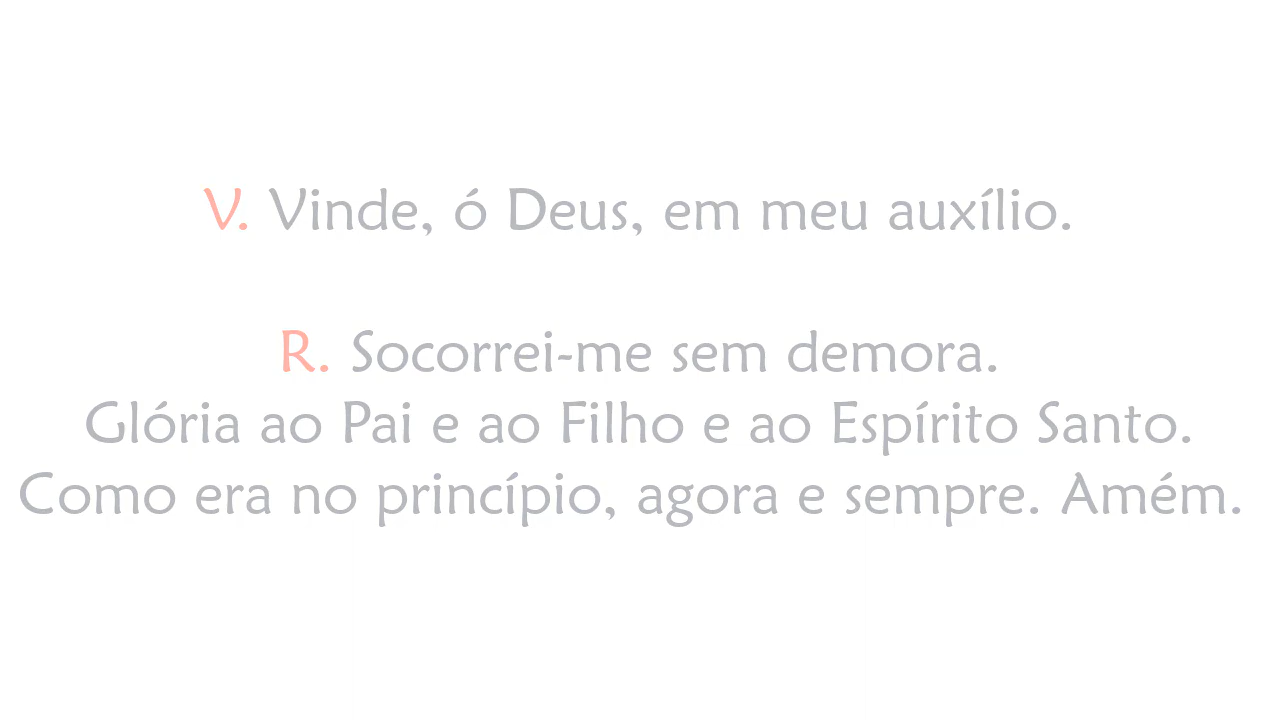 V. Vinde, ó Deus, em meu auxílio.
R. Socorrei-me sem demora.
Glória ao Pai e ao Filho e ao Espírito Santo.
Como era no princípio, agora e sempre. Amém.